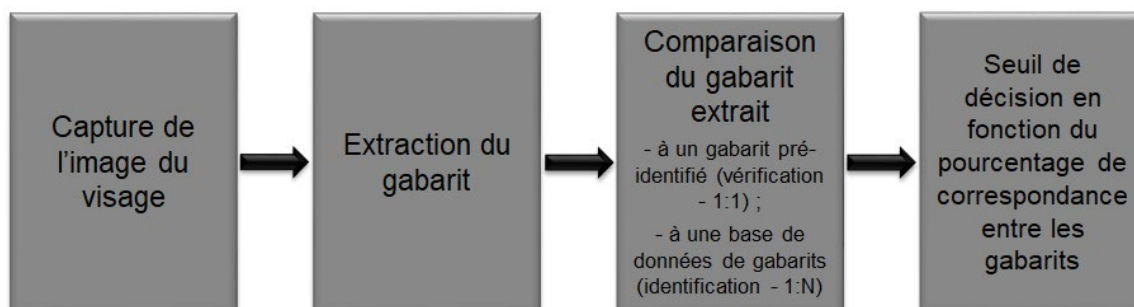 Capture de
l’image du
visage
Extraction du
gabarit
Comparaison
du gabarit
extrait
- à un gabarit pré-
identifié (vérification
- 1:1) ;
- à une base de
données de gabarits
(identification - 1:N)
Seuil de
décision en
fonction du
pourcentage de
correspondance
entre les
gabarits